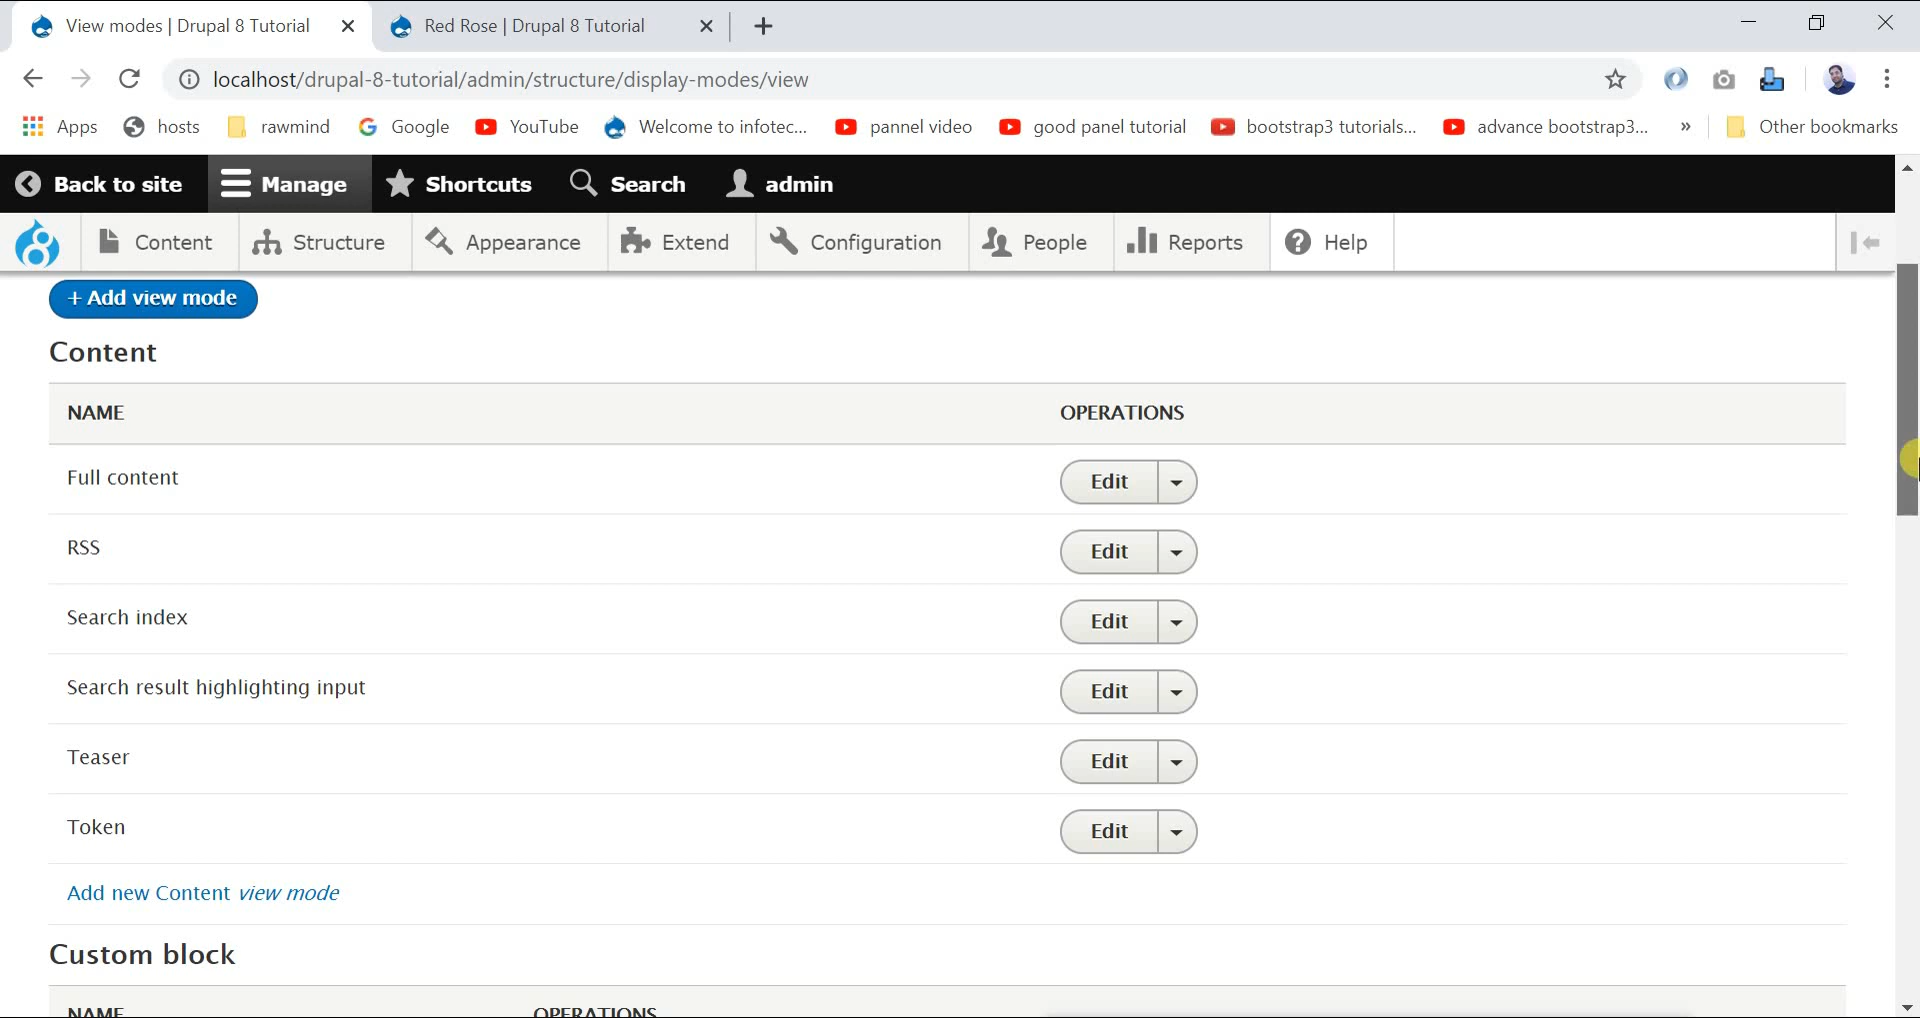 View modes | Drupal 8 Tutorial Red Rose | Drupal 8 Tutorial
localhost/drupal-8-tutorial/admin/structure/display-modes/view
Apps hosts rawmind Google YouTube Welcome to infotec... pannel video good panel tutorial bootstrap3 tutorials... advance bootstrap3... » Other bookmarks
Back to site Manage Shortcuts Search admin
Content Structure Appearance Extend Configuration People Reports Help
+ Add view mode
Content
NAME OPERATIONS
Full content Edit
RSS Edit
Search index Edit
Search result highlighting input Edit
Teaser Edit
Token Edit
Add new Content view mode
Custom block
NAME OPERATIONS